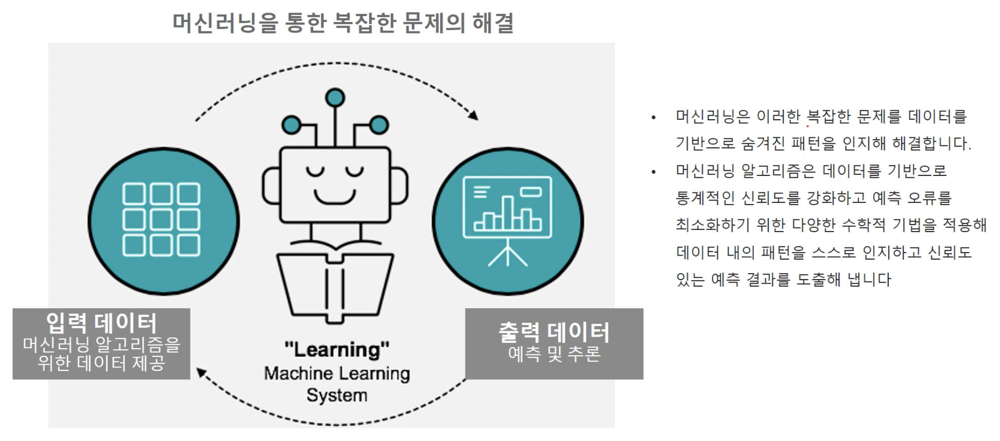 머신러닝을 통한 복잡한 문제의 해결
입력 데이터
머신러닝 알고리즘을
위한 데이터 제공
"Learning"
Machine Learning
System
출력 데이터
예측 및 추론
• 머신러닝은 이러한 복잡한 문제를 데이터를
기반으로 숨겨진 패턴을 인지해 해결합니다.
• 머신러닝 알고리즘은 데이터를 기반으로
통계적인 신뢰도를 강화하고 예측 오류를
최소화하기 위한 다양한 수학적 기법을 적용해
데이터 내의 패턴을 스스로 인지하고 신뢰도
있는 예측 결과를 도출해 냅니다